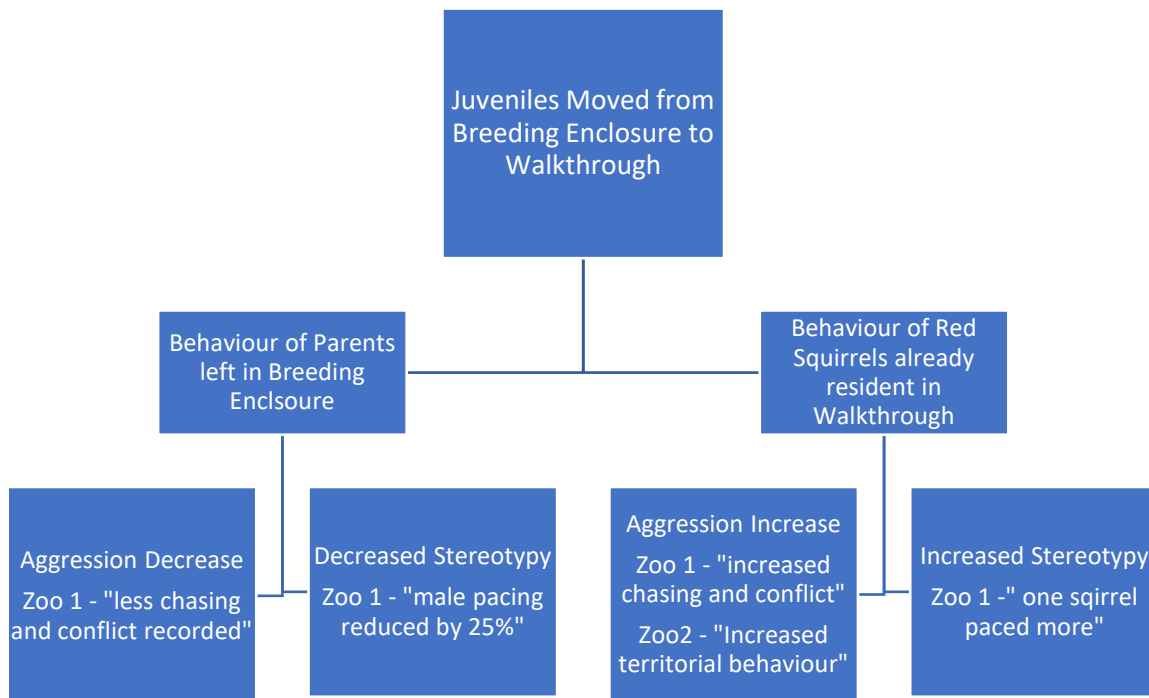 Juveniles Moved from
Breeding Enclosure to
Walkthrough
Behaviour of Parents
left in Breeding
Enclsoure
Behaviour of Red
Squirrels already
resident in
Walkthrough
Aggression Decrease
Zoo 1 - "less chasing
and conflict recorded"
Decreased Stereotypy
Zoo 1 - "male pacing
reduced by 25%"
Aggression Increase
Zoo 1 - "increased
chasing and conflict"
Zoo2 - "Increased
territorial behaviour"
Increased Stereotypy
Zoo 1 -" one sqirrel
paced more"